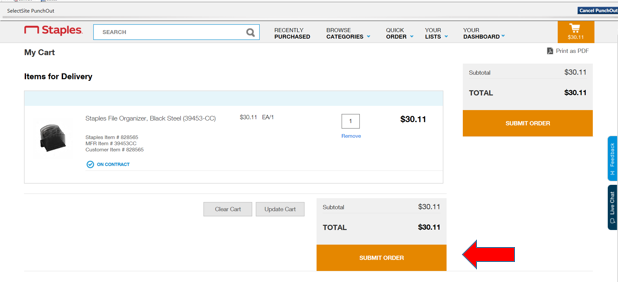 SelectSite PunchOut
Cancel PunchOut
Staples
SEARCH
RECENTLY
PURCHASED
BROWSE
CATEGORIES
QUICK
ORDER
YOUR
LISTS
YOUR
DASHBOARD
$30.11
My Cart
Print as PDF
Items for Delivery
Subtotal $30.11
TOTAL $30.11
SUBMIT ORDER
Staples File Organizer, Black Steel (39453-CC) $30.11 EA/1 1 $30.11
Remove
Staples Item # 828565
MFR Item # 39453CC
Customer Item # 828565
ON CONTRACT
Feedback
Live Chat
Clear Cart Update Cart
Subtotal $30.11
TOTAL $30.11
SUBMIT ORDER